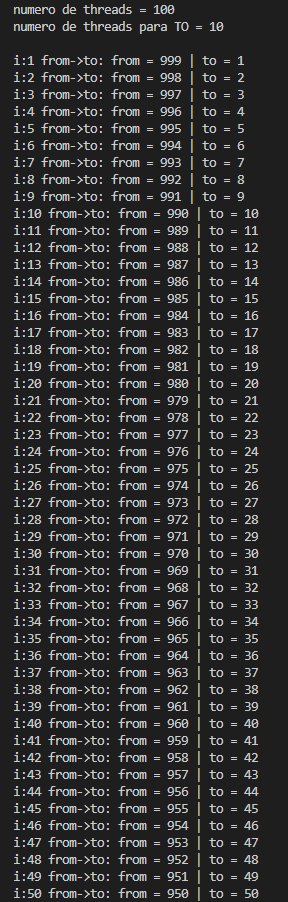 numero de threads = 100
numero de threads para TO = 10
i:1 from->to: from = 999 | to = 1
i:2 from->to: from = 998 | to = 2
i:3 from->to: from = 997 | to = 3
i:4 from->to: from = 996 | to = 4
i:5 from->to: from = 995 | to = 5
i:6 from->to: from = 994 | to = 6
i:7 from->to: from = 993 | to = 7
i:8 from->to: from = 992 | to = 8
i:9 from->to: from = 991 | to = 9
i:10 from->to: from = 990 | to = 10
i:11 from->to: from = 989 | to = 11
i:12 from->to: from = 988 | to = 12
i:13 from->to: from = 987 | to = 13
i:14 from->to: from = 986 | to = 14
i:15 from->to: from = 985 | to = 15
i:16 from->to: from = 984 | to = 16
i:17 from->to: from = 983 | to = 17
i:18 from->to: from = 982 | to = 18
i:19 from->to: from = 981 | to = 19
i:20 from->to: from = 980 | to = 20
i:21 from->to: from = 979 | to = 21
i:22 from->to: from = 978 | to = 22
i:23 from->to: from = 977 | to = 23
i:24 from->to: from = 976 | to = 24
i:25 from->to: from = 975 | to = 25
i:26 from->to: from = 974 | to = 26
i:27 from->to: from = 973 | to = 27
i:28 from->to: from = 972 | to = 28
i:29 from->to: from = 971 | to = 29
i:30 from->to: from = 970 | to = 30
i:31 from->to: from = 969 | to = 31
i:32 from->to: from = 968 | to = 32
i:33 from->to: from = 967 | to = 33
i:34 from->to: from = 966 | to = 34
i:35 from->to: from = 965 | to = 35
i:36 from->to: from = 964 | to = 36
i:37 from->to: from = 963 | to = 37
i:38 from->to: from = 962 | to = 38
i:39 from->to: from = 961 | to = 39
i:40 from->to: from = 960 | to = 40
i:41 from->to: from = 959 | to = 41
i:42 from->to: from = 958 | to = 42
i:43 from->to: from = 957 | to = 43
i:44 from->to: from = 956 | to = 44
i:45 from->to: from = 955 | to = 45
i:46 from->to: from = 954 | to = 46
i:47 from->to: from = 953 | to = 47
i:48 from->to: from = 952 | to = 48
i:49 from->to: from = 951 | to = 49
i:50 from->to: from = 950 | to = 50